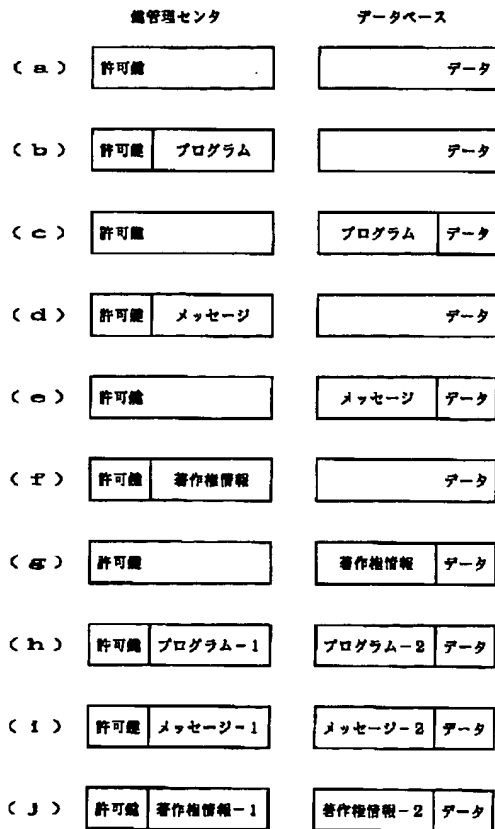 鍵管理センタ データベース
(a) 許可鍵 データ
(b) 許可鍵 プログラム データ
(c) 許可鍵 プログラム データ
(d) 許可鍵 メッセージ データ
(e) 許可鍵 メッセージ データ
(f) 許可鍵 著作権情報 データ
(g) 許可鍵 著作権情報 データ
(h) 許可鍵 プログラム－1 プログラム－2 データ
(i) 許可鍵 メッセージ－1 メッセージ－2 データ
(j) 許可鍵 著作権情報－1 著作権情報－2 データ